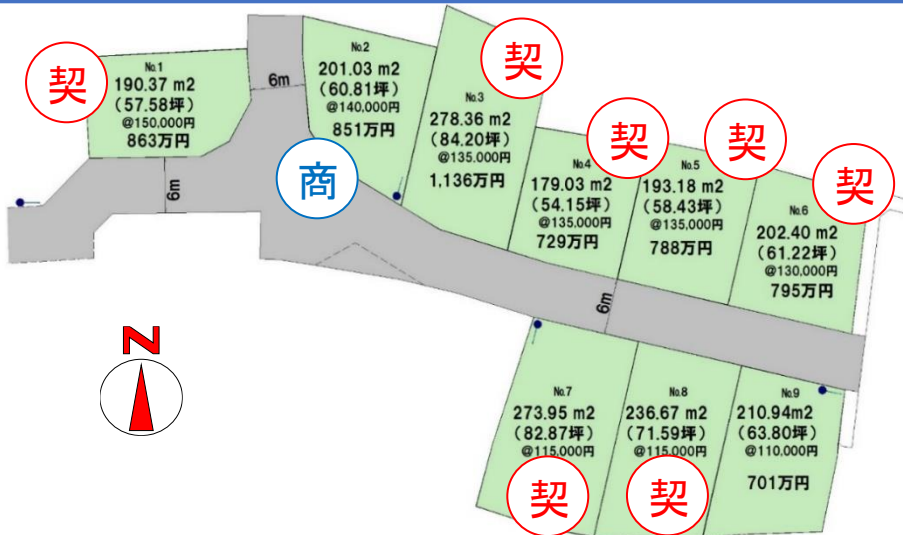 契
No.1
190.37 m2
(57.58坪)
@150,000円
863万円
6m
No.2
201.03 m2
(60.81坪)
@140,000円
851万円
商
契
No.3
278.36 m2
(84.20坪)
@135,000円
1,136万円
契
No.4
179.03 m2
(54.15坪)
@135,000円
729万円
契
No.5
193.18 m2
(58.43坪)
@135,000円
788万円
契
No.6
202.40 m2
(61.22坪)
@130,000円
795万円
6m
6m
N
No.7
273.95 m2
(82.87坪)
@115,000円
契
No.8
236.67 m2
(71.59坪)
@115,000円
契
No.9
210.94m2
(63.80坪)
@110,000円
701万円